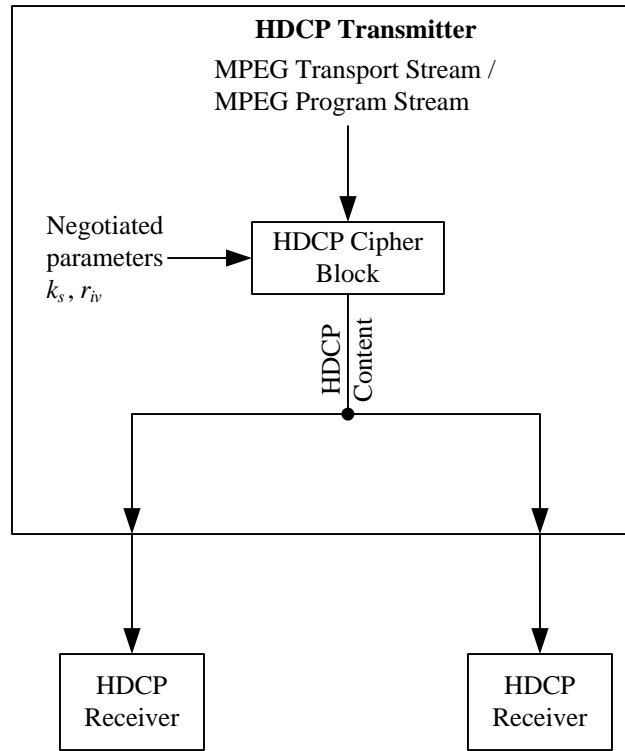 HDCP Transmitter
MPEG Transport Stream /
MPEG Program Stream
Negotiated
parameters
ks , riv
HDCP Cipher
Block
HDCP
Content
HDCP
Receiver
HDCP
Receiver